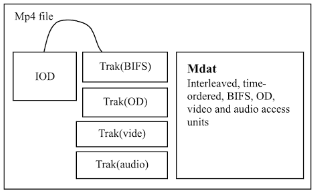 Mp4 file
IOD
Trak(BIFS)
Trak(OD)
Trak(vide)
Trak(audio)
Mdat
Interleaved, time-
ordered, BIFS, OD,
video and audio access
units